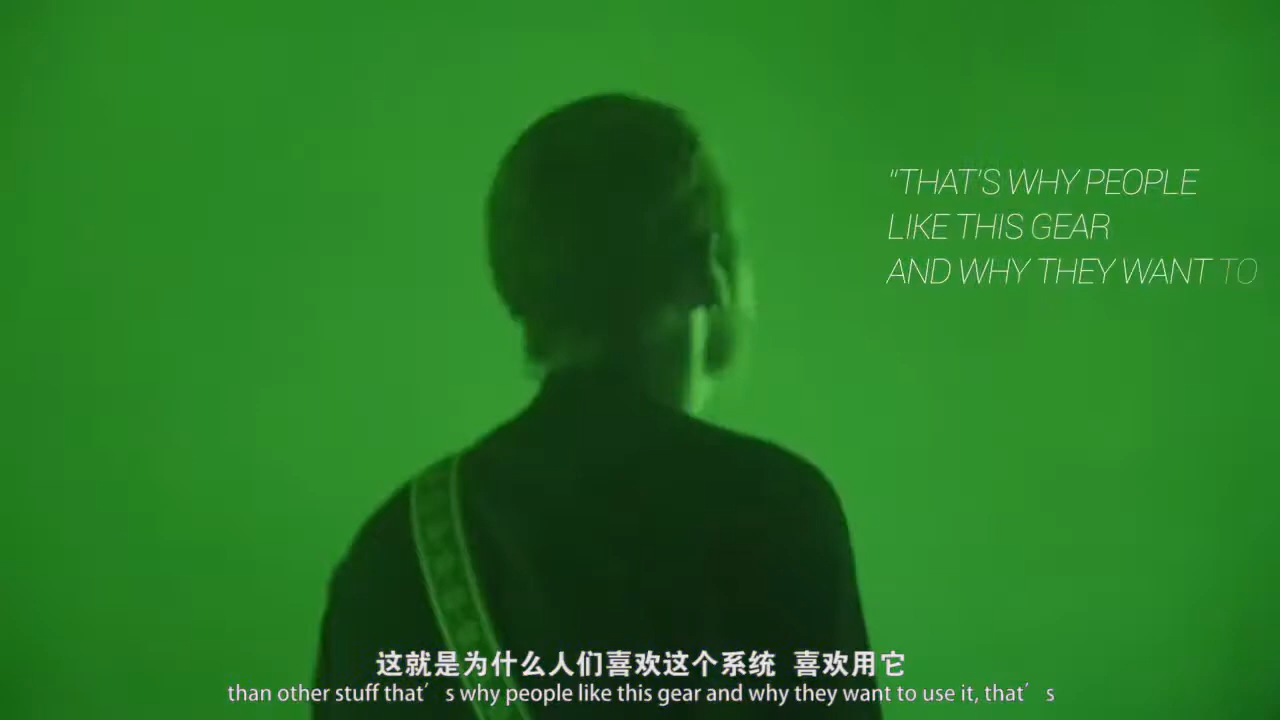 "THAT'S WHY PEOPLE
LIKE THIS GEAR
AND WHY THEY WANT TO
这就是为什么人们喜欢这个系统 喜欢用它
than other stuff that′s why people like this gear and why they want to use it, that′s